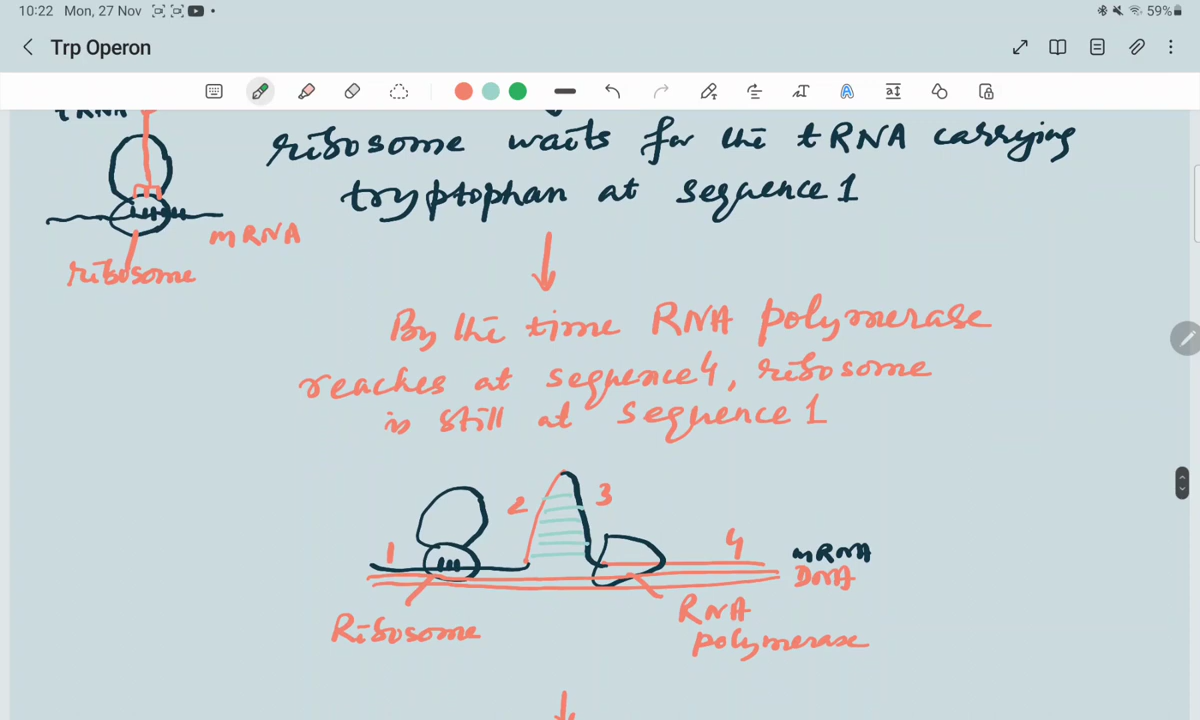 10:22 Mon, 27 Nov
59%
Trp Operon
tRNA
ribosome waits for the tRNA carrying
tryptophan at sequence 1
mRNA
ribosome
By the time RNA polymerase
reaches at sequence 4, ribosome
is still at sequence 1
2 3
1 4
mRNA
DNA
Ribosome
RNA
polymerase